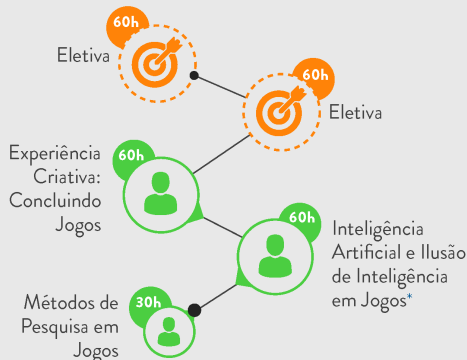 60h
Eletiva
60h
Eletiva
Experiência
Criativa:
Concluindo
Jogos
60h
60h
Inteligência
Artificial e Ilusão
de Inteligência
em Jogos*
Métodos de
Pesquisa em
Jogos
30h